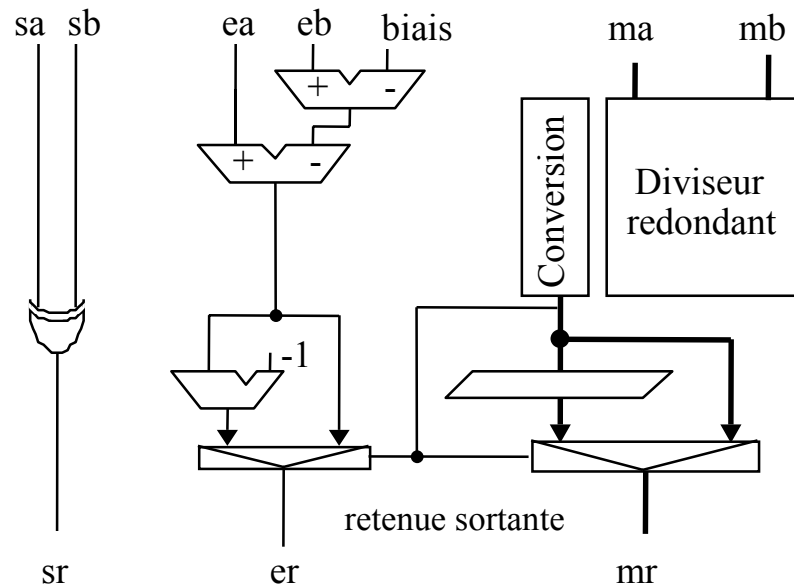 sa sb ea eb biais ma mb
+ -
+ -
Conversion
Diviseur
redondant
-1
retenue sortante
sr er mr